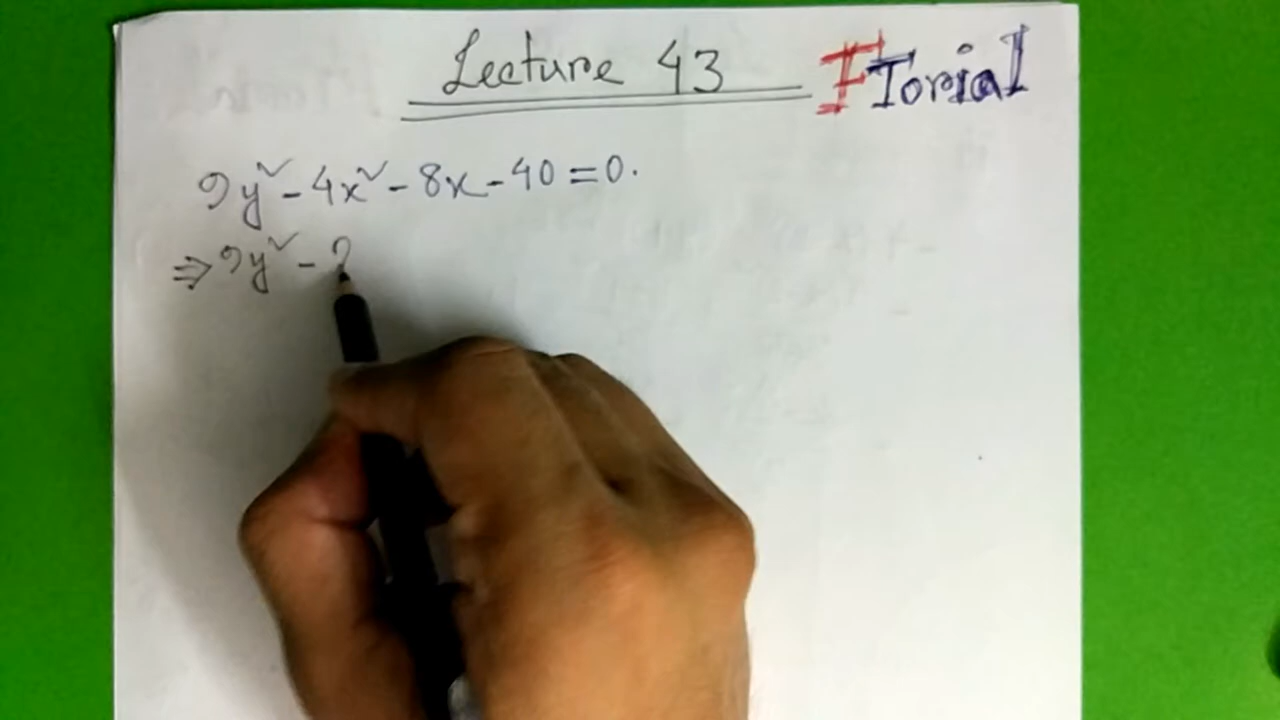 Lecture 43
FTorial
9y² - 4x² - 8x - 40 = 0.
⇒ 9y² -